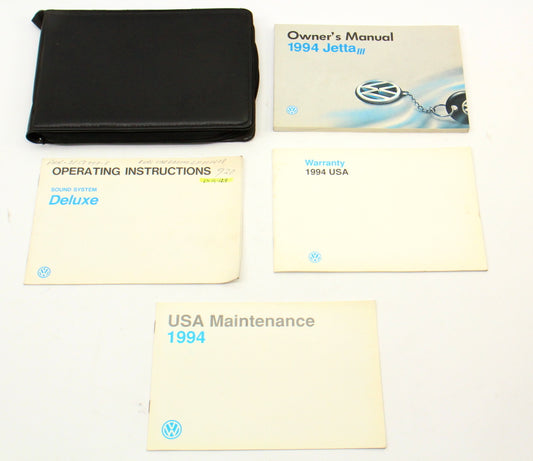 Owner's Manual
1994 Jetta III
OPERATING INSTRUCTIONS
SOUND SYSTEM
Deluxe
Warranty
1994 USA
USA Maintenance
1994